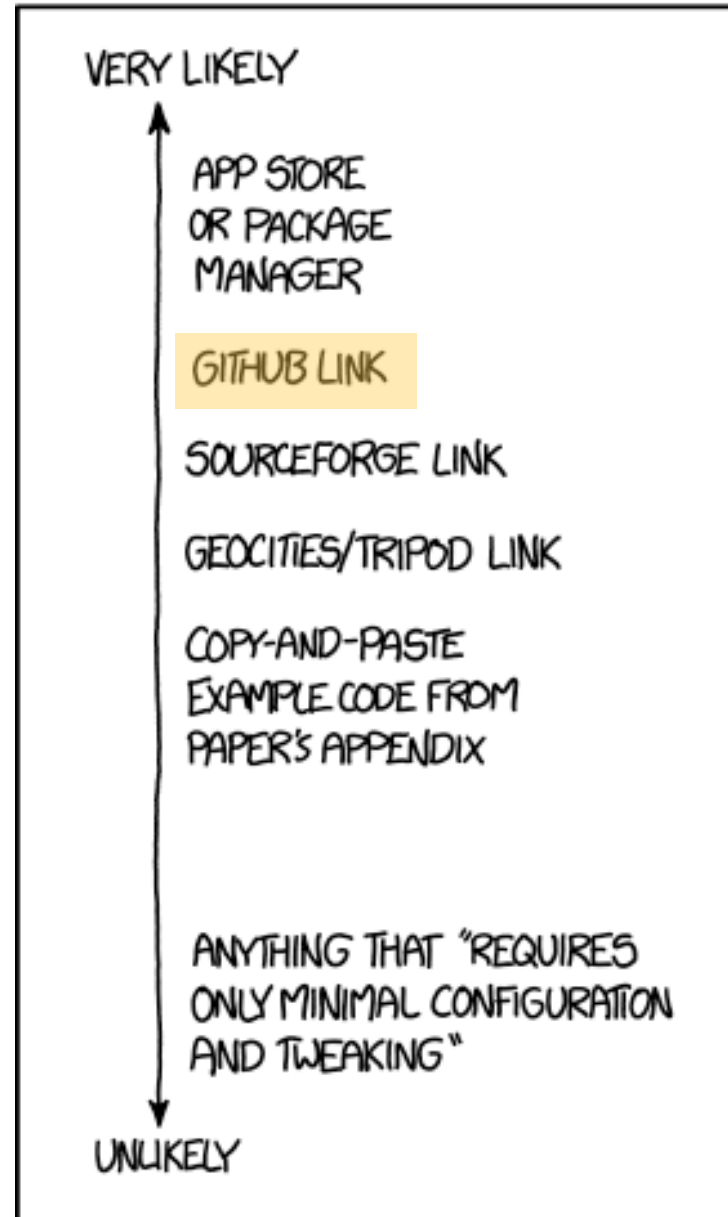 VERY LIKELY
APP STORE
OR PACKAGE
MANAGER
GITHUB LINK
SOURCEFORGE LINK
GEOCITIES/TRIPOD LINK
COPY-AND-PASTE
EXAMPLE CODE FROM
PAPER'S APPENDIX
ANYTHING THAT "REQUIRES
ONLY MINIMAL CONFIGURATION
AND TWEAKING"
UNLIKELY